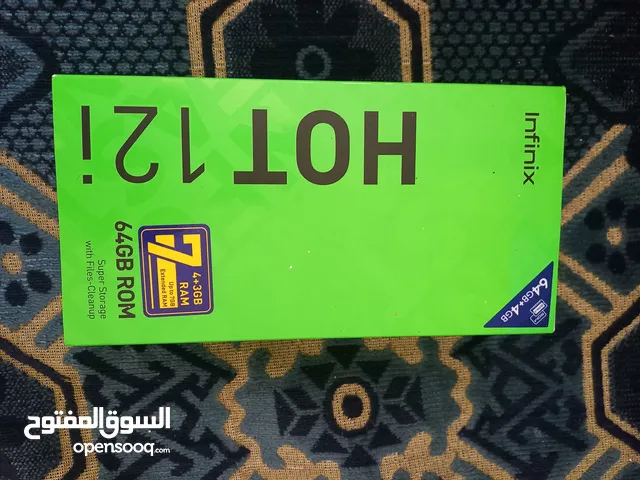 Infinix
HOT 12i
64GB+4GB
7
4+3GB
RAM
Up to 7GB
Extended RAM
64GB ROM
Super Storage
with Files-Cleanup
السوق المفتوح
opensooq.com